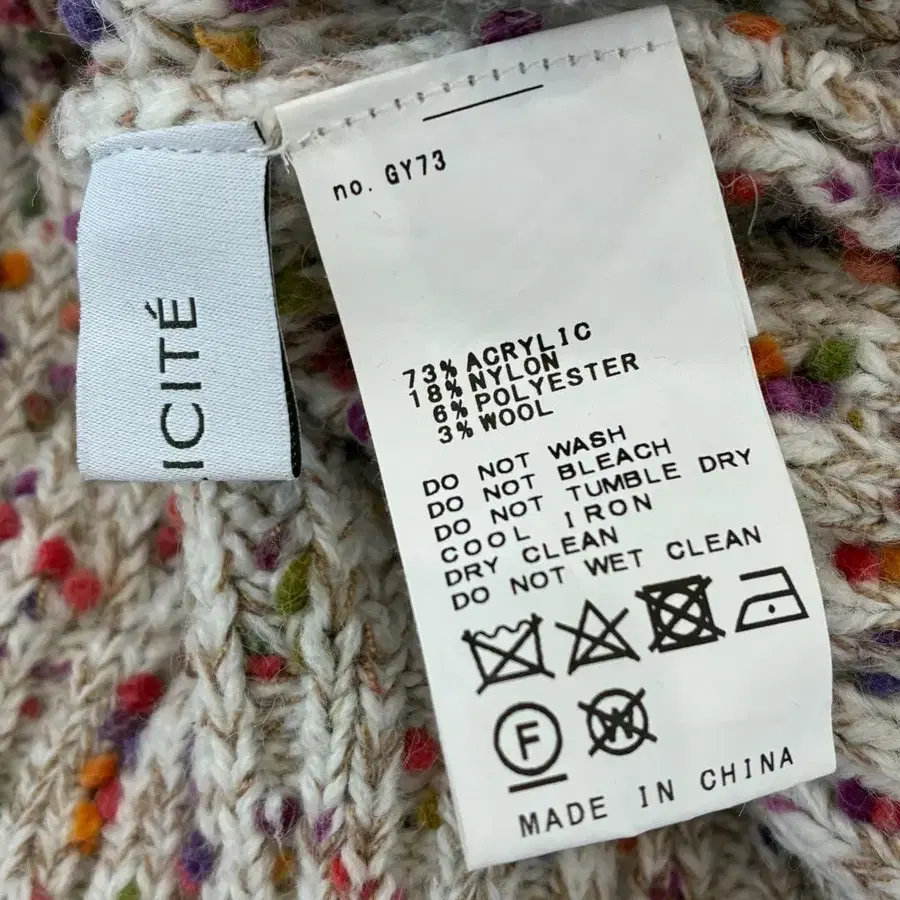 ICITÉ
no. GY73
73% ACRYLIC
18% NYLON
6% POLYESTER
3% WOOL
DO NOT WASH
DO NOT BLEACH
DO NOT TUMBLE DRY
COOL IRON
DRY CLEAN
DO NOT WET CLEAN
F W
MADE IN CHINA